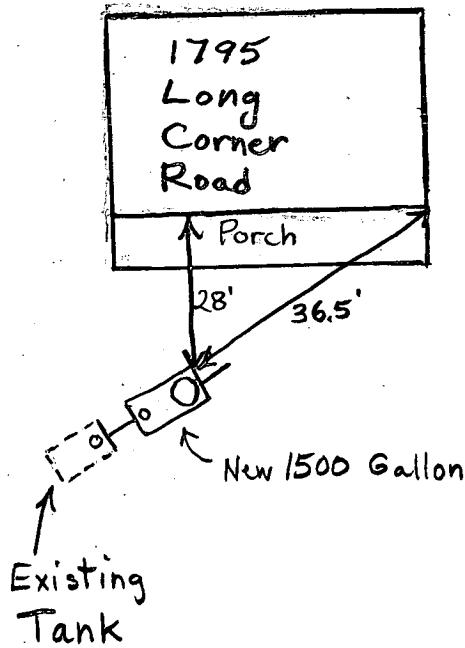 1795
Long
Corner
Road
Porch
28'
36.5'
New 1500 Gallon
Existing
Tank